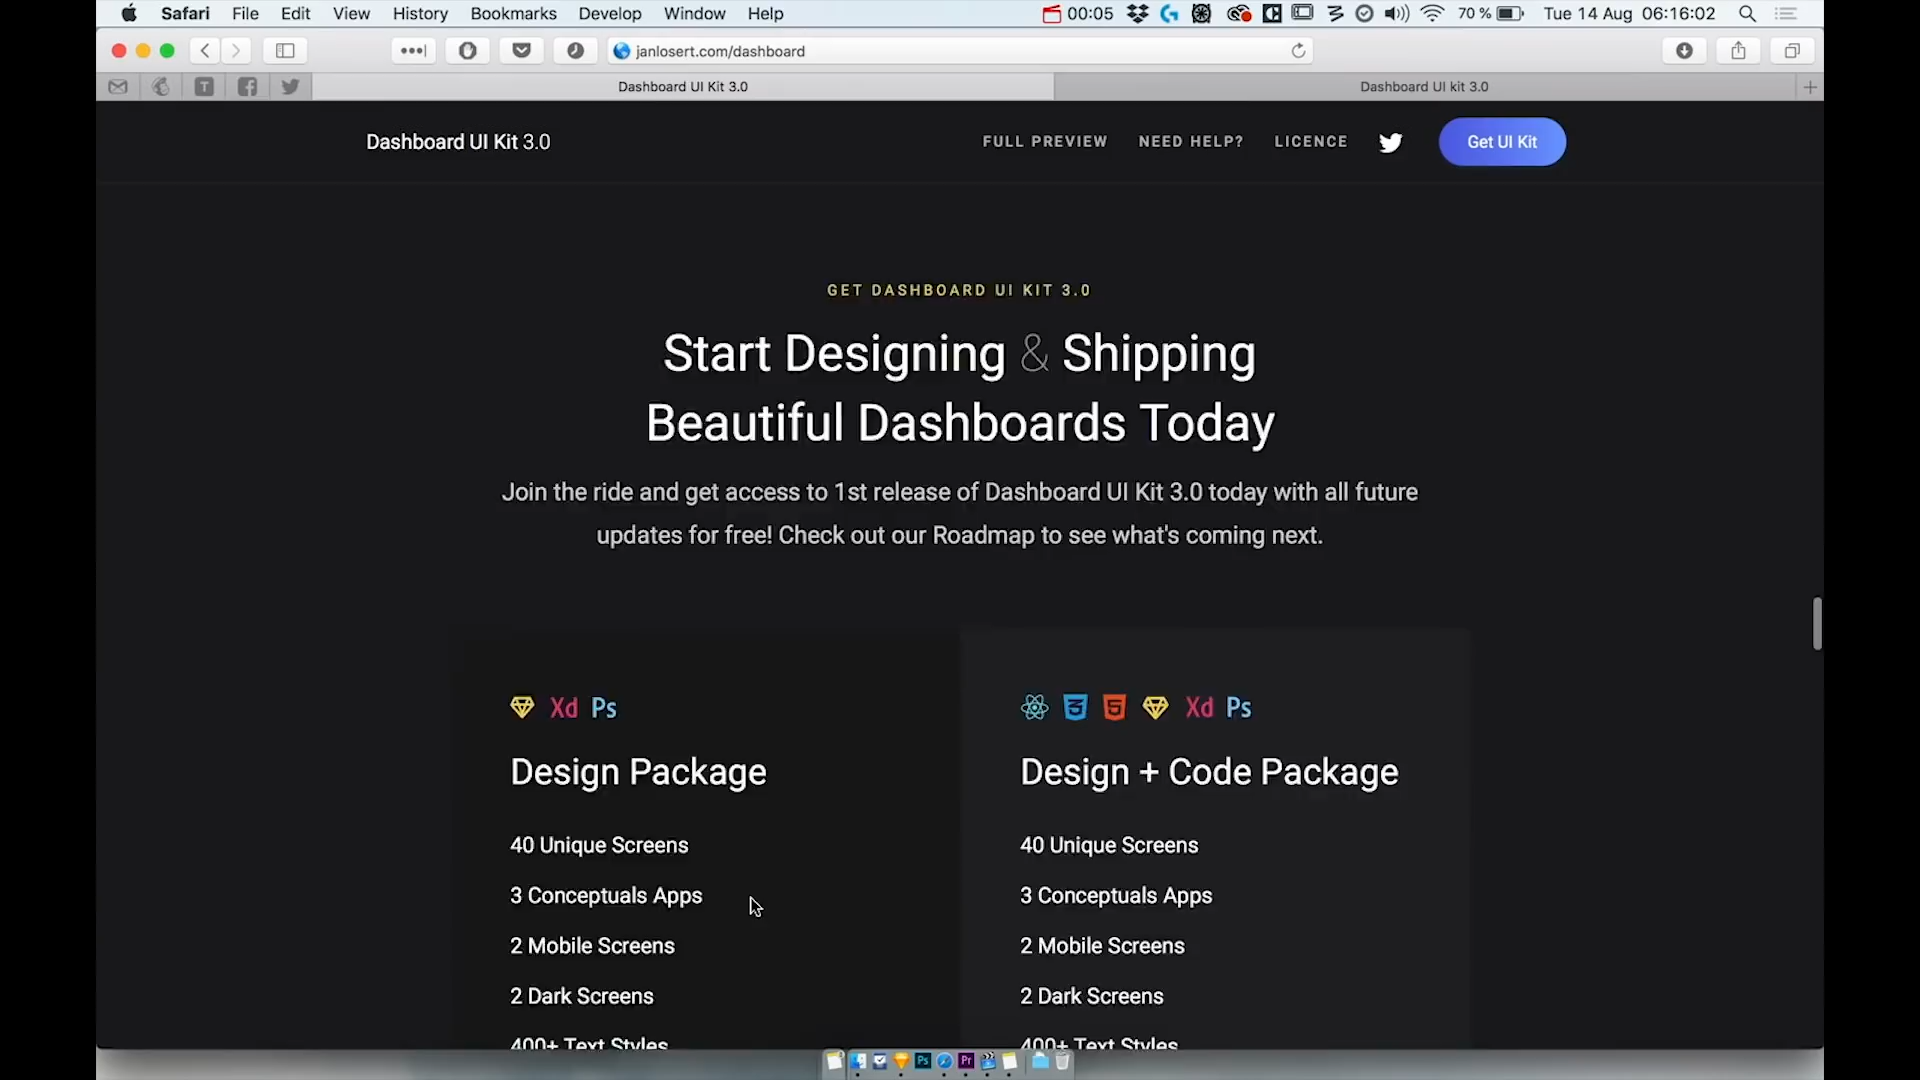 Safari File Edit View History Bookmarks Develop Window Help 00:05 70 % Tue 14 Aug 06:16:02
janlosert.com/dashboard
Dashboard UI Kit 3.0 Dashboard UI kit 3.0
Dashboard UI Kit 3.0 FULL PREVIEW NEED HELP? LICENCE Get UI Kit
GET DASHBOARD UI KIT 3.0
Start Designing & Shipping
Beautiful Dashboards Today
Join the ride and get access to 1st release of Dashboard UI Kit 3.0 today with all future
updates for free! Check out our Roadmap to see what's coming next.
Xd Ps
Design Package
40 Unique Screens
3 Conceptuals Apps
2 Mobile Screens
2 Dark Screens
400+ Text Styles
3 5 Xd Ps
Design + Code Package
40 Unique Screens
3 Conceptuals Apps
2 Mobile Screens
2 Dark Screens
400+ Text Styles
Ps Pr